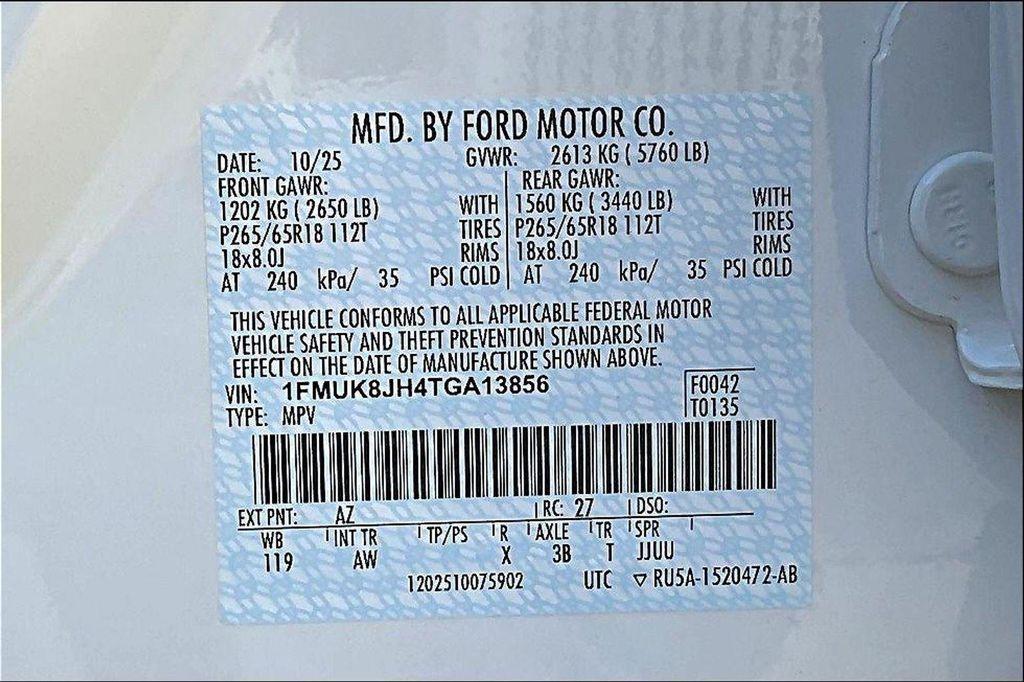 MFD. BY FORD MOTOR CO.
DATE: 10/25 GVWR: 2613 KG ( 5760 LB)
FRONT GAWR: REAR GAWR:
1202 KG ( 2650 LB) WITH 1560 KG ( 3440 LB) WITH
P265/65R18 112T TIRES P265/65R18 112T TIRES
18x8.0J RIMS 18x8.0J RIMS
AT 240 kPa/ 35 PSI COLD AT 240 kPa/ 35 PSI COLD
THIS VEHICLE CONFORMS TO ALL APPLICABLE FEDERAL MOTOR
VEHICLE SAFETY AND THEFT PREVENTION STANDARDS IN
EFFECT ON THE DATE OF MANUFACTURE SHOWN ABOVE.
VIN: 1FMUK8JH4TGA13856 F0042
TYPE: MPV T0135
EXT PNT: AZ RC: 27 DSO:
WB INT TR TP/PS R AXLE TR SPR
119 AW X 3B T JJUU
1202510075902 UTC ▽ RU5A-1520472-AB